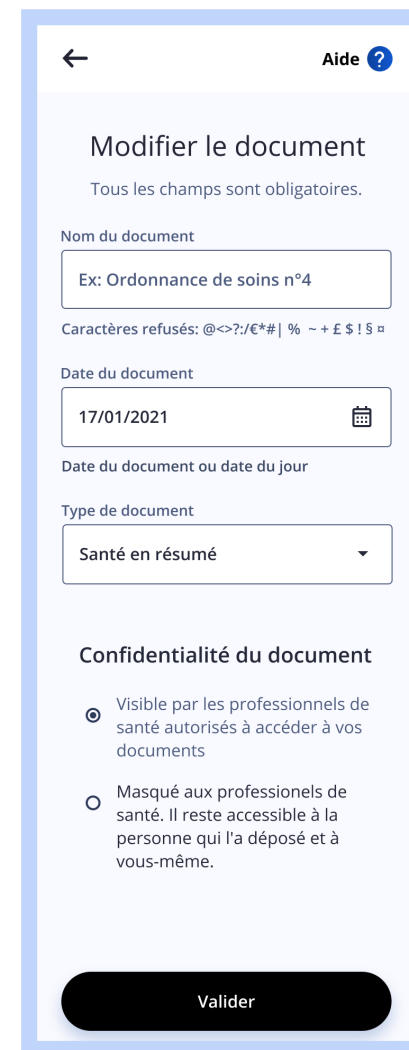 Aide ?
Modifier le document
Tous les champs sont obligatoires.
Nom du document
Ex: Ordonnance de soins n°4
Caractères refusés: @<>?:/€*#| % ~ + £ $ ! § ¤
Date du document
17/01/2021
Date du document ou date du jour
Type de document
Santé en résumé
Confidentialité du document
Visible par les professionnels de
santé autorisés à accéder à vos
documents
Masqué aux professionels de
santé. Il reste accessible à la
personne qui l'a déposé et à
vous-même.
Valider